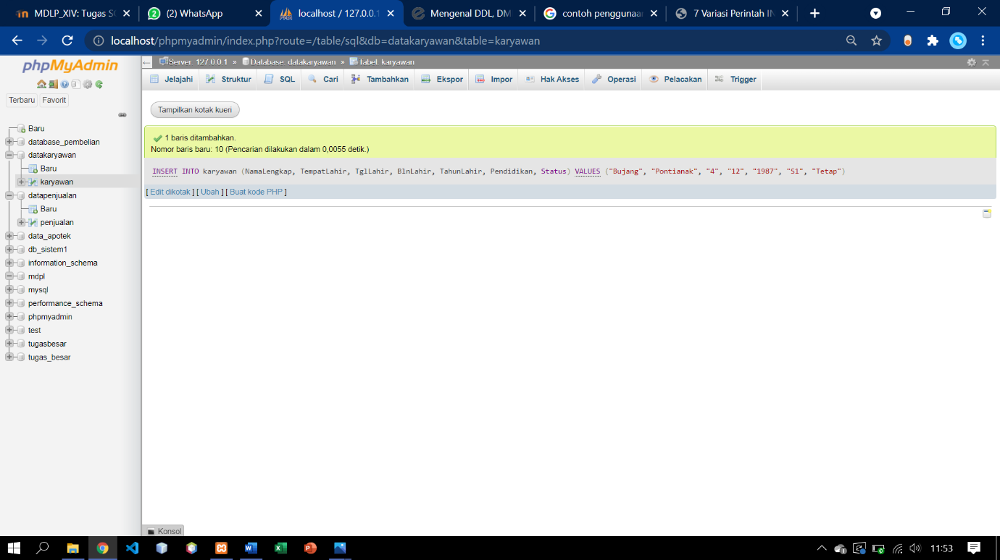 MDLP_XIV: Tugas S
(2) WhatsApp
localhost / 127.0.0.1
Mengenal DDL, DM
contoh penggunaan
7 Variasi Perintah IN
localhost/phpmyadmin/index.php?route=/table/sql&db=datakaryawan&table=karyawan
phpMyAdmin
Terbaru Favorit
Baru
database_pembelian
datakaryawan
Baru
karyawan
datapenjualan
Baru
penjualan
data_apotek
db_sistem1
information_schema
mdpl
mysql
performance_schema
phpmyadmin
test
tugasbesar
tugas_besar
Server: 127.0.0.1 » Database: datakaryawan » Tabel: karyawan
Jelajahi Struktur SQL Cari Tambahkan Ekspor Impor Hak Akses Operasi Pelacakan Trigger
Tampilkan kotak kueri
1 baris ditambahkan.
Nomor baris baru: 10 (Pencarian dilakukan dalam 0,0055 detik.)
INSERT INTO karyawan (NamaLengkap, TempatLahir, TglLahir, BlnLahir, TahunLahir, Pendidikan, Status) VALUES ("Bujang", "Pontianak", "4", "12", "1987", "S1", "Tetap")
[ Edit dikotak ] [ Ubah ] [ Buat kode PHP ]
Konsol
11:53